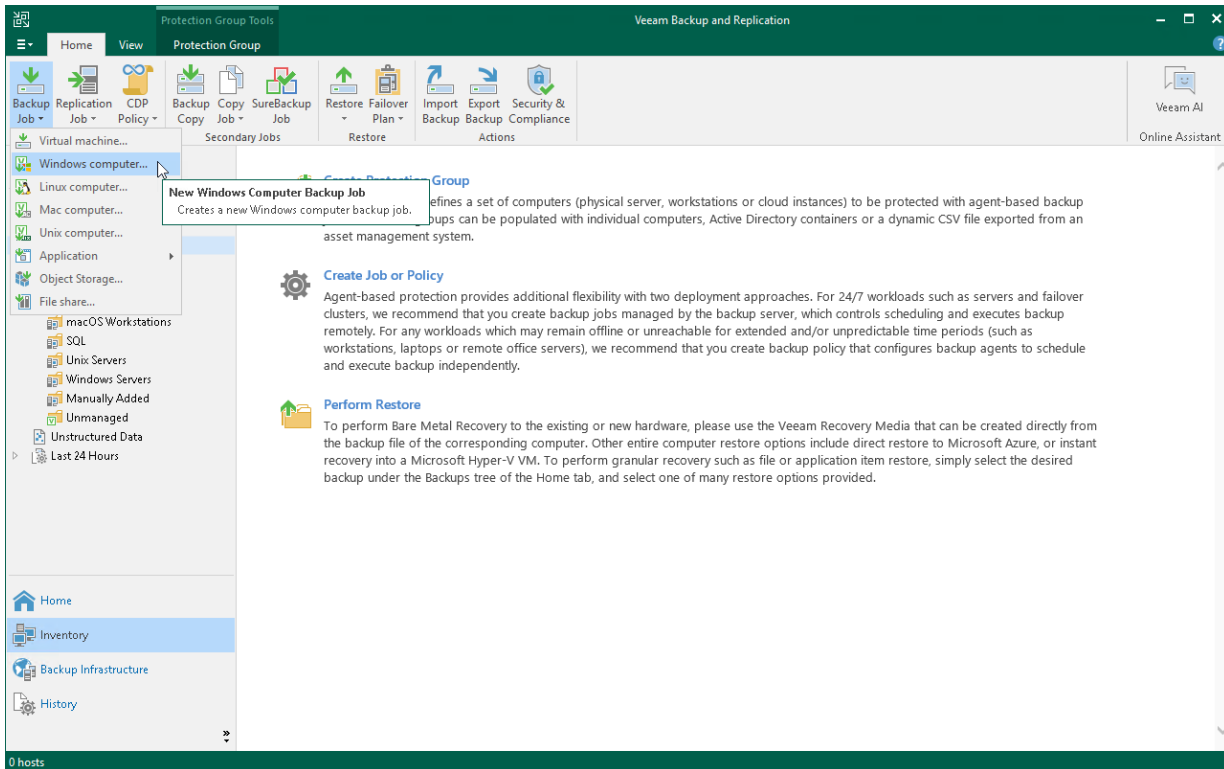 Protection Group Tools
Veeam Backup and Replication
Home View Protection Group
Backup Job
Replication Job
CDP Policy
Backup Copy
Copy Job
SureBackup Job
Restore
Failover Plan
Import Backup
Export Backup
Security & Compliance
Veeam AI
Secondary Jobs
Restore
Actions
Online Assistant
Virtual machine...
Windows computer...
Linux computer...
Mac computer...
Unix computer...
Application
Object Storage...
File share...
New Windows Computer Backup Job
Creates a new Windows computer backup job.
macOS Workstations
SQL
Unix Servers
Windows Servers
Manually Added
Unmanaged
Unstructured Data
Last 24 Hours
Home
Inventory
Backup Infrastructure
History
Group
efines a set of computers (physical server, workstations or cloud instances) to be protected with agent-based backup
oups can be populated with individual computers, Active Directory containers or a dynamic CSV file exported from an
asset management system.
Create Job or Policy
Agent-based protection provides additional flexibility with two deployment approaches. For 24/7 workloads such as servers and failover
clusters, we recommend that you create backup jobs managed by the backup server, which controls scheduling and executes backup
remotely. For any workloads which may remain offline or unreachable for extended and/or unpredictable time periods (such as
workstations, laptops or remote office servers), we recommend that you create backup policy that configures backup agents to schedule
and execute backup independently.
Perform Restore
To perform Bare Metal Recovery to the existing or new hardware, please use the Veeam Recovery Media that can be created directly from
the backup file of the corresponding computer. Other entire computer restore options include direct restore to Microsoft Azure, or instant
recovery into a Microsoft Hyper-V VM. To perform granular recovery such as file or application item restore, simply select the desired
backup under the Backups tree of the Home tab, and select one of many restore options provided.
0 hosts